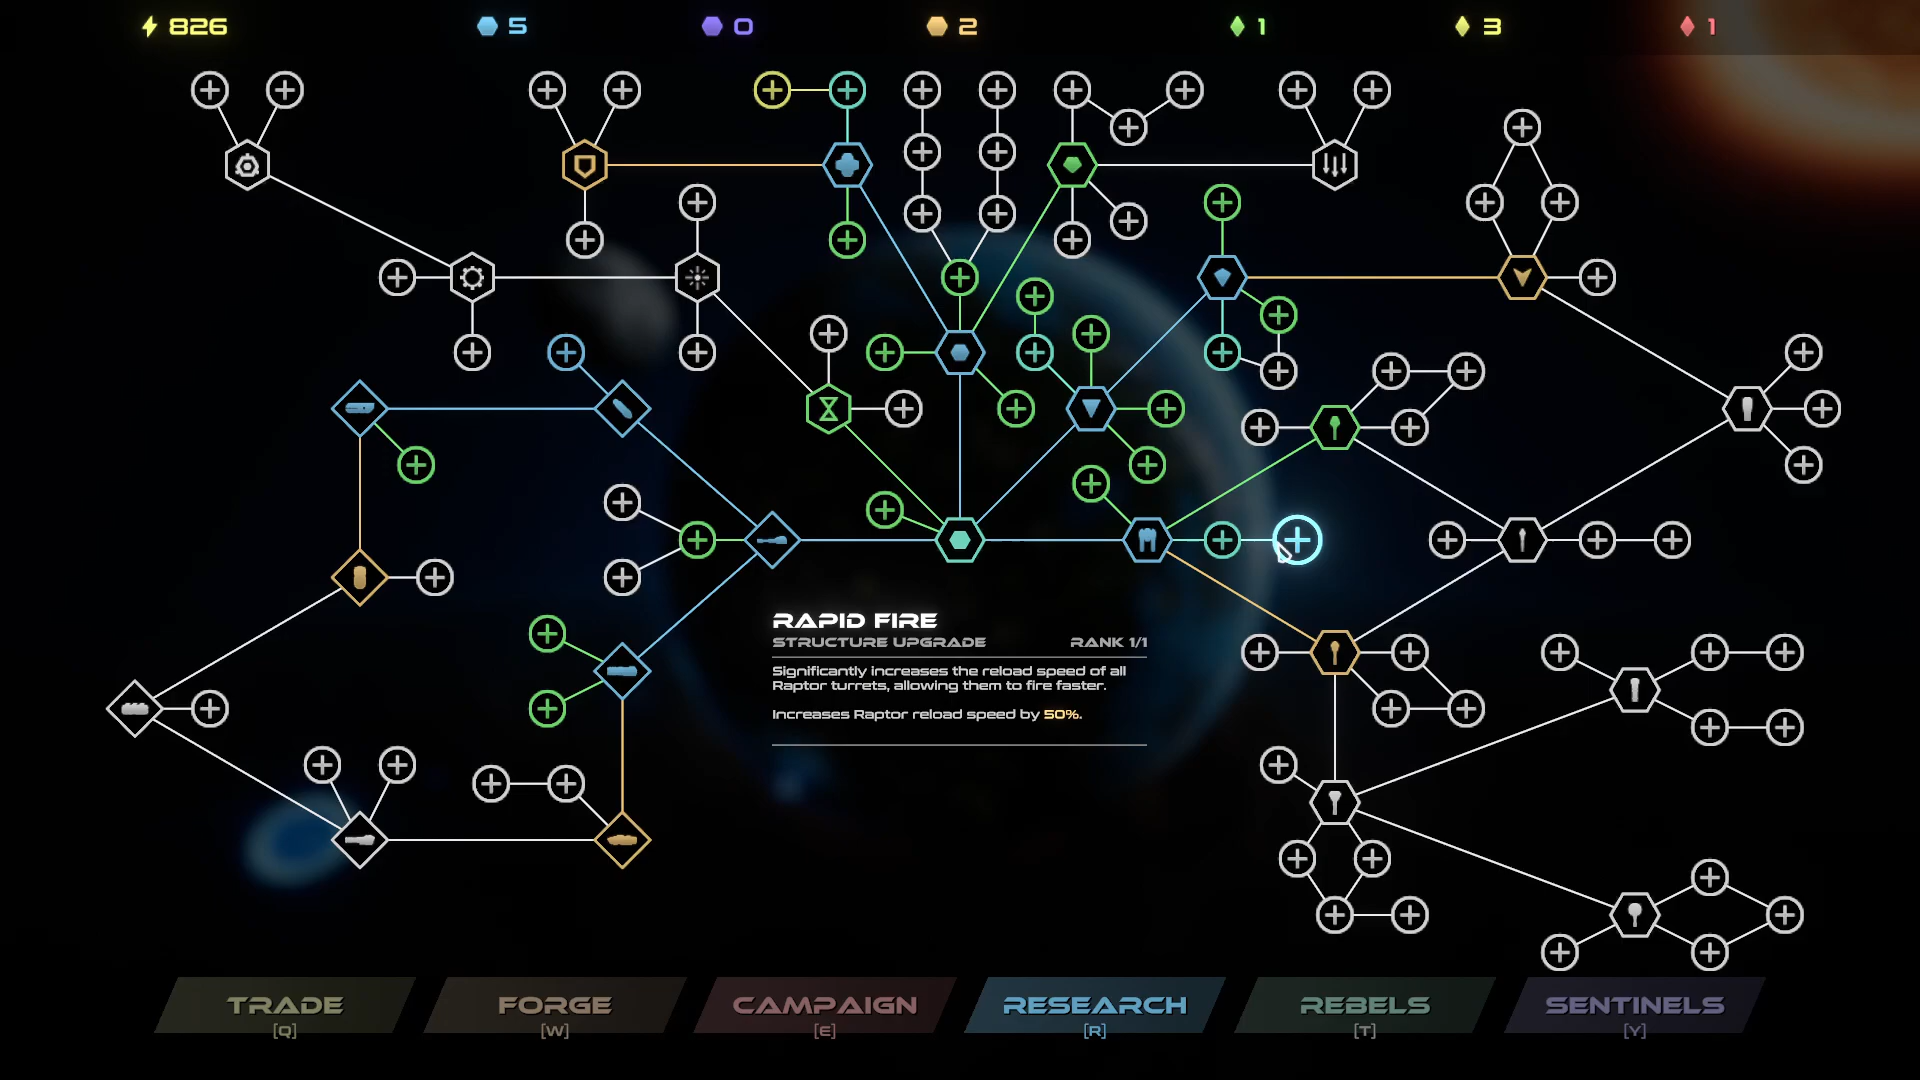 826 5 0 2 1 3 1
RAPID FIRE
STRUCTURE UPGRADE RANK 1/1
Significantly increases the reload speed of all
Raptor turrets, allowing them to fire faster.
Increases Raptor reload speed by 50%.
TRADE FORGE CAMPAIGN RESEARCH REBELS SENTINELS
[Q] [W] [E] [R] [T] [Y]